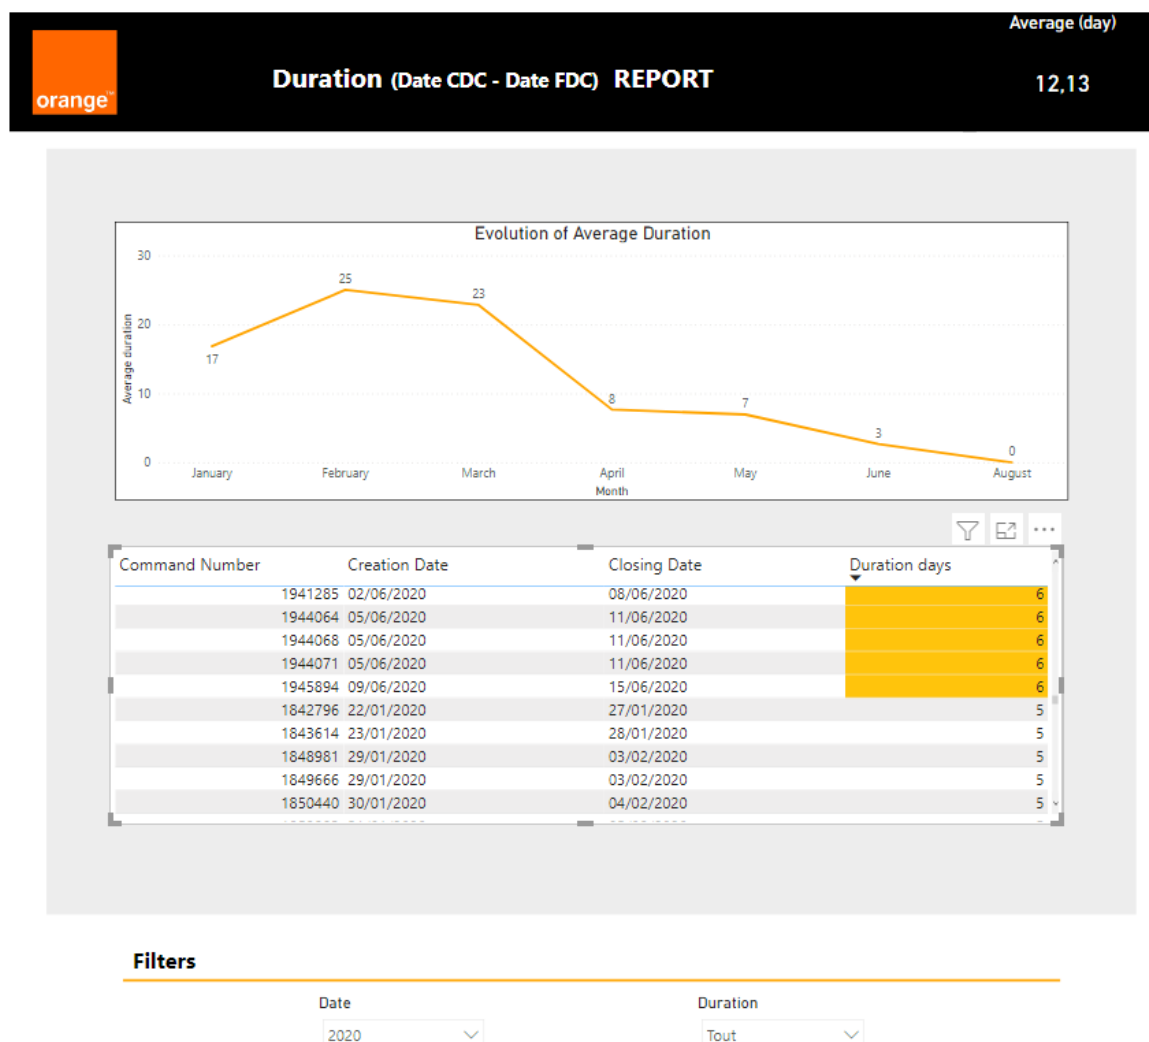 Average (day)
orange™
Duration (Date CDC - Date FDC) REPORT
12,13
Evolution of Average Duration
Average duration
30
20
10
0
17
25
23
8
7
3
0
January February March April May June August
Month
Command Number Creation Date Closing Date Duration days
1941285 02/06/2020 08/06/2020 6
1944064 05/06/2020 11/06/2020 6
1944068 05/06/2020 11/06/2020 6
1944071 05/06/2020 11/06/2020 6
1945894 09/06/2020 15/06/2020 6
1842796 22/01/2020 27/01/2020 5
1843614 23/01/2020 28/01/2020 5
1848981 29/01/2020 03/02/2020 5
1849666 29/01/2020 03/02/2020 5
1850440 30/01/2020 04/02/2020 5
Filters
Date Duration
2020 Tout